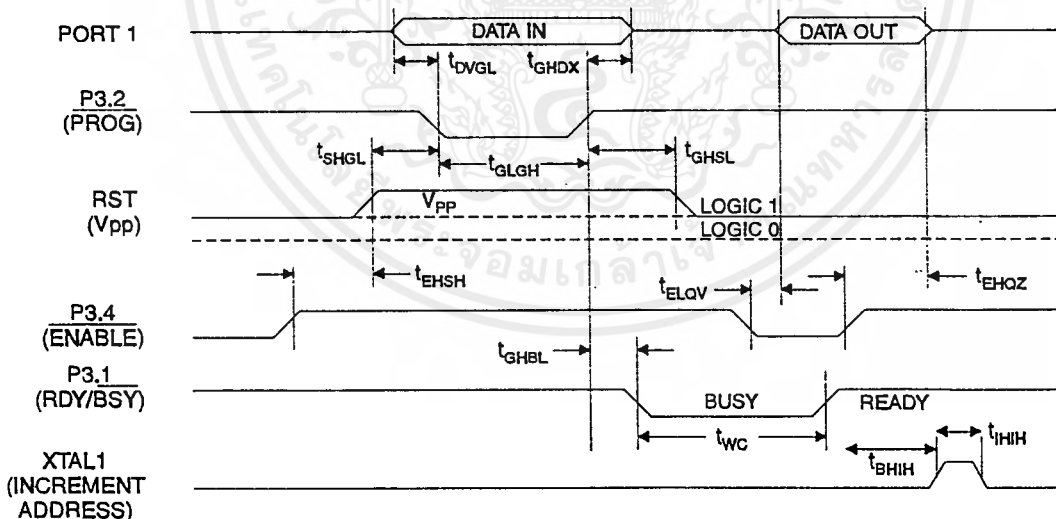 PORT 1
DATA IN
DATA OUT
tDVGL
tGHDX
P3.2
(PROG)
tSHGL
tGLGH
tGHSL
RST
(Vpp)
VPP
LOGIC 1
LOGIC 0
tEHSH
tELQV
tEHQZ
P3.4
(ENABLE)
tGHBL
P3.1
(RDY/BSY)
BUSY
READY
tWC
tIHIH
tBHIH
XTAL1
(INCREMENT
ADDRESS)